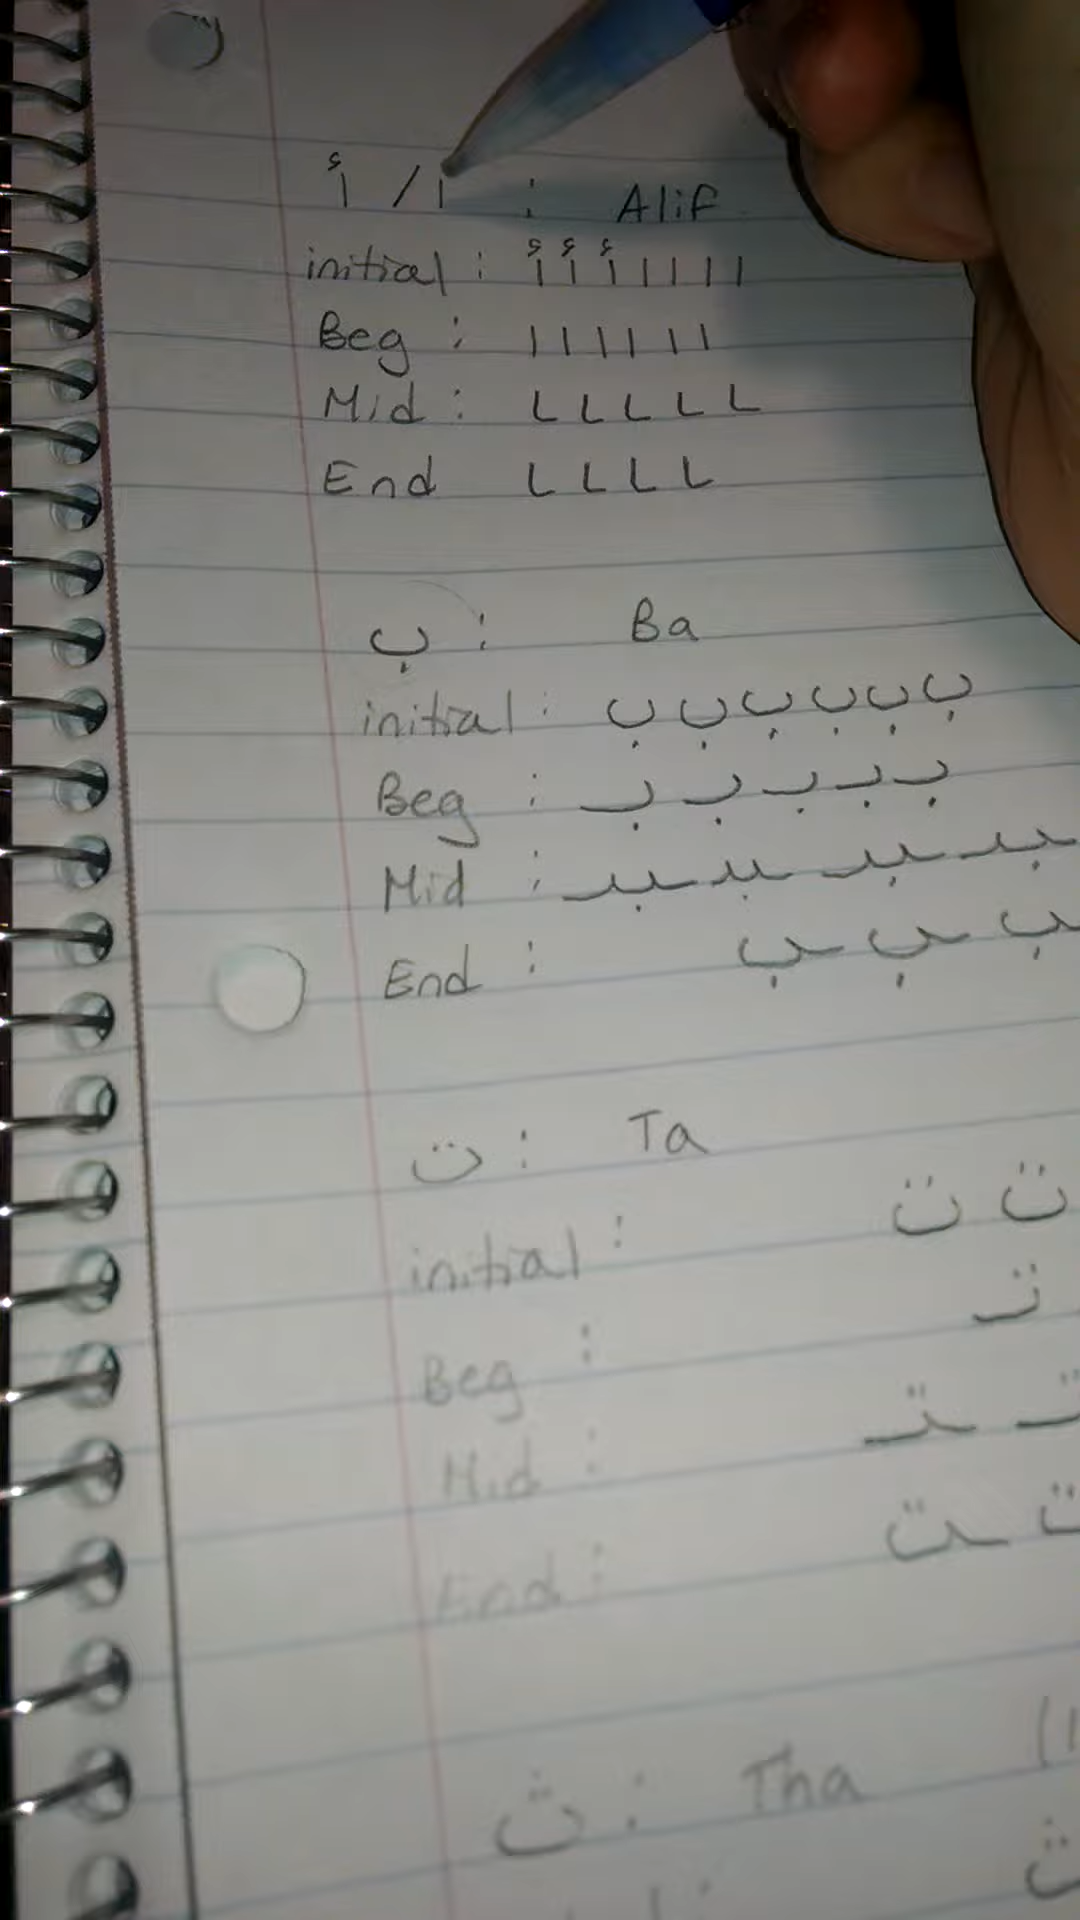 أ / ا : Alif
initial : أ أ أ ا ا ا ا
Beg : ا ا ا ا ا ا
Mid : ـا ـا ـا ـا ـا
End ـا ـا ـا ـا
ب : Ba
initial : ب ب ب ب ب ب
Beg : بـ بـ بـ بـ بـ
Mid : ـبـ ـبـ ـبـ ـبـ
End : ـب ـب ـب
ت : Ta
initial : ت ت
Beg : تـ
Mid : ـتـ ـتـ
End : ـت ـت
ث : Tha
ث